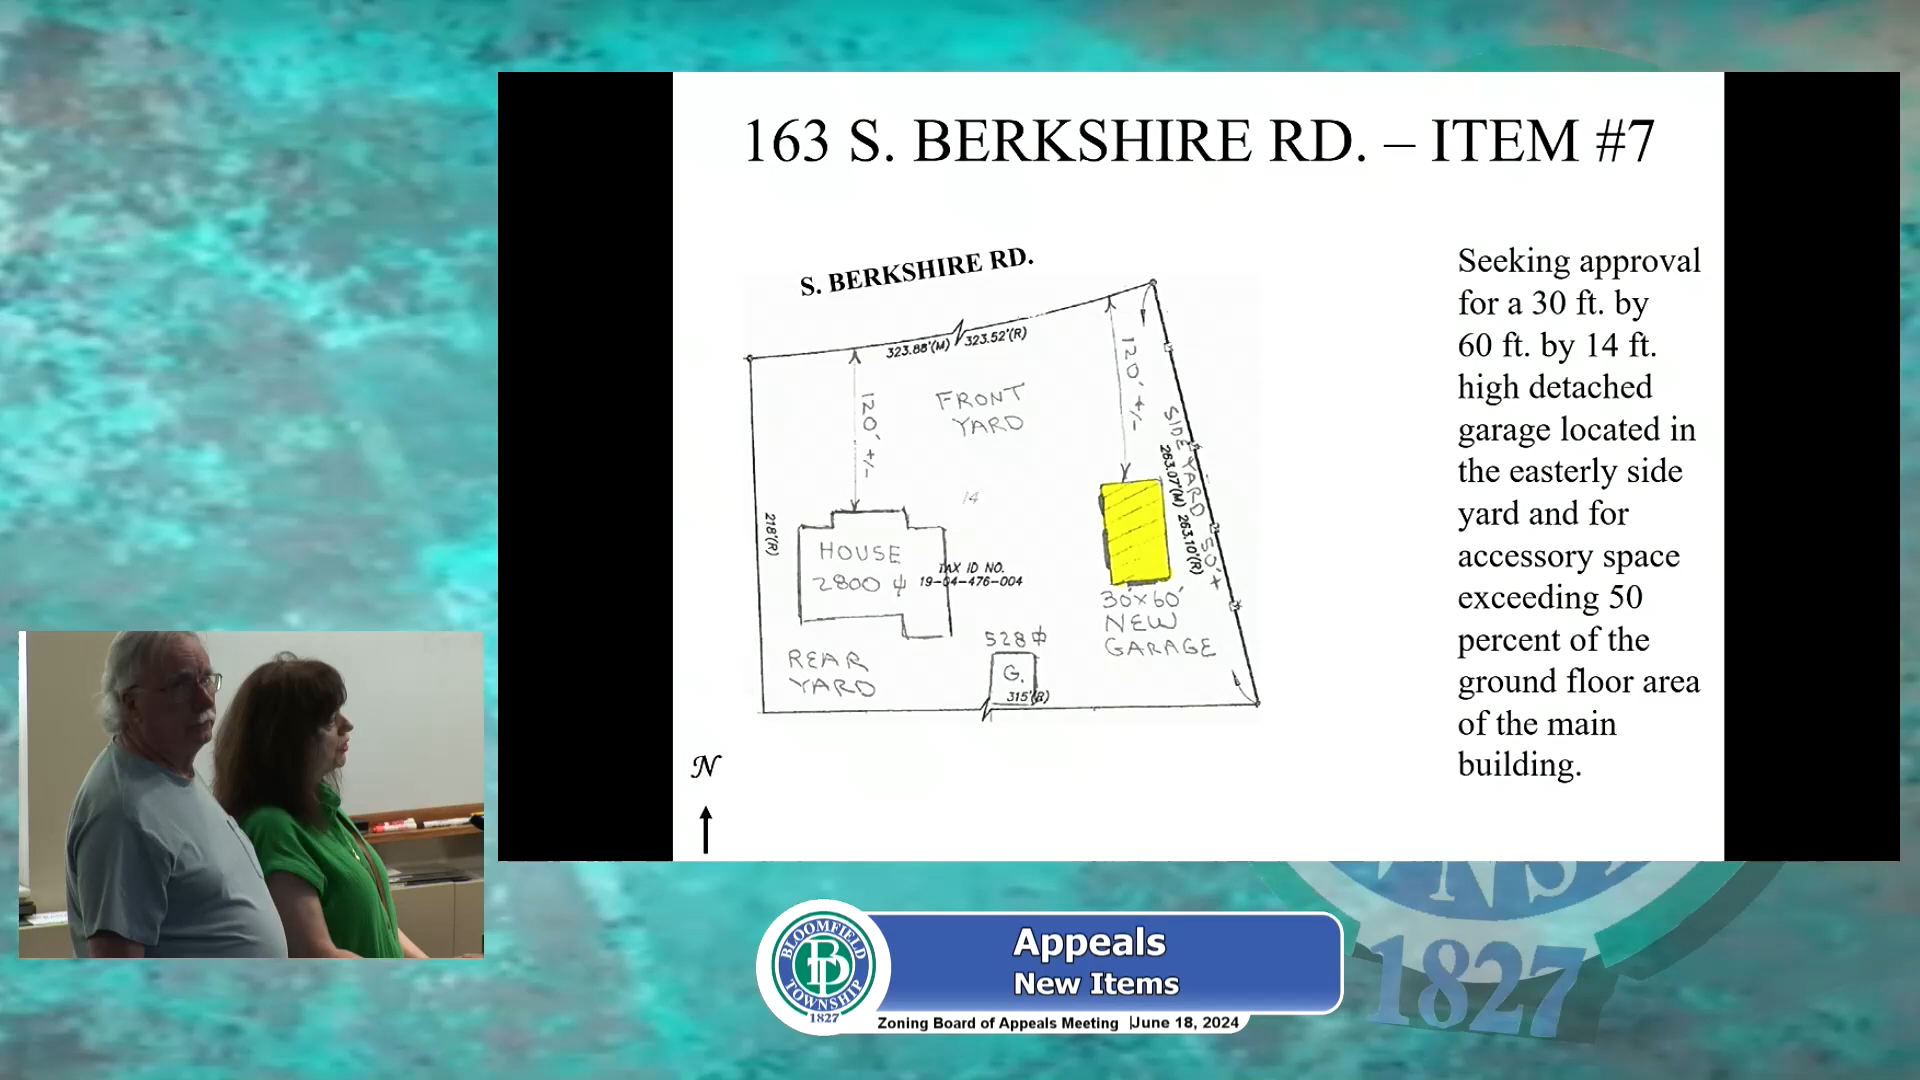 163 S. BERKSHIRE RD. – ITEM #7
S. BERKSHIRE RD.
323.88'(M) 323.52'(R)
120' +/-
FRONT
YARD
120' +/-
SIDE YARD 50'+
263.07'(M) 263.10'(R)
218'(R)
14
HOUSE
2800 ϕ
TAX ID NO.
19-04-476-004
30'x60'
NEW
GARAGE
528 ϕ
G.
315'(R)
REAR
YARD
N
Seeking approval
for a 30 ft. by
60 ft. by 14 ft.
high detached
garage located in
the easterly side
yard and for
accessory space
exceeding 50
percent of the
ground floor area
of the main
building.
BLOOMFIELD
BT
TOWNSHIP
1827
Appeals
New Items
Zoning Board of Appeals Meeting |June 18, 2024
1827